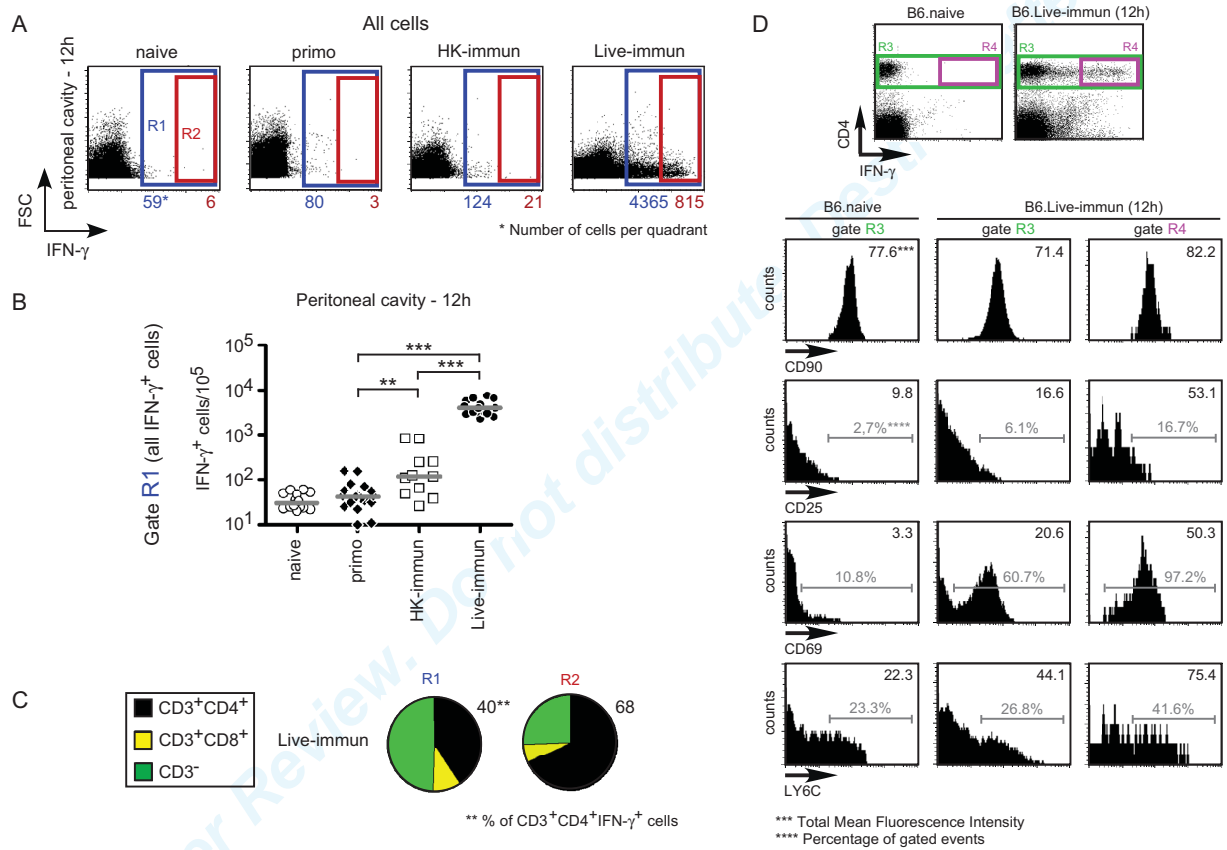 A
All cells
naive
primo
HK-immun
Live-immun
peritoneal cavity - 12h
R1
R2
FSC
IFN-γ
59*
6
80
3
124
21
4365
815
* Number of cells per quadrant
B
Peritoneal cavity - 12h
Gate R1 (all IFN-γ+ cells)
IFN-γ+ cells/10^5
10^5
10^4
10^3
10^2
10^1
***
***
**
naive
primo
HK-immun
Live-immun
C
CD3+CD4+
CD3+CD8+
CD3-
Live-immun
R1
40**
R2
68
** % of CD3+CD4+IFN-γ+ cells
D
B6.naive
B6.Live-immun (12h)
R3
R4
R3
R4
CD4
IFN-γ
B6.naive
B6.Live-immun (12h)
gate R3
gate R3
gate R4
counts
77.6***
71.4
82.2
CD90
counts
9.8
2,7%****
16.6
6.1%
53.1
16.7%
CD25
counts
3.3
10.8%
20.6
60.7%
50.3
97.2%
CD69
counts
22.3
23.3%
44.1
26.8%
75.4
41.6%
LY6C
*** Total Mean Fluorescence Intensity
**** Percentage of gated events
Review. Do not distribute. Destr